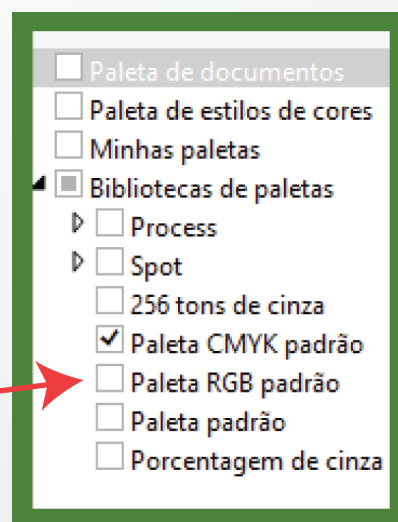 Paleta de documentos
Paleta de estilos de cores
Minhas paletas
Bibliotecas de paletas
Process
Spot
256 tons de cinza
Paleta CMYK padrão
Paleta RGB padrão
Paleta padrão
Porcentagem de cinza